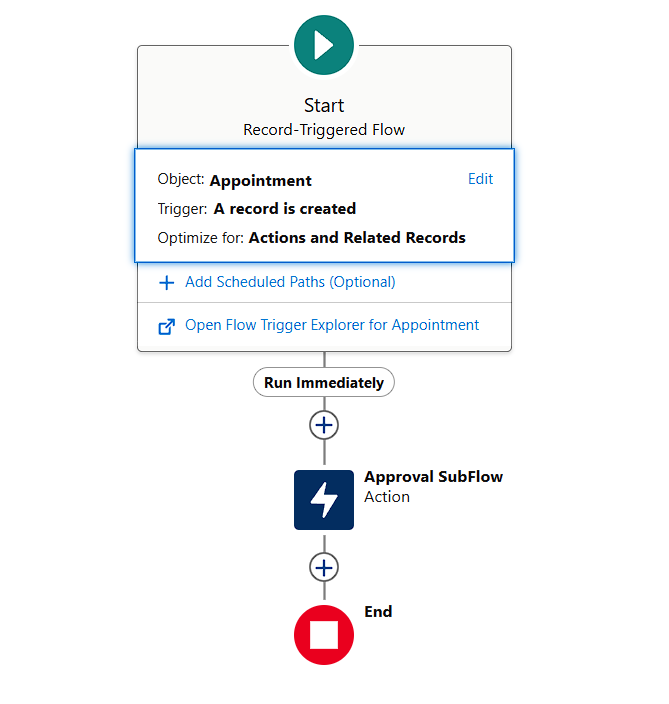 Start
Record-Triggered Flow
Object: Appointment Edit
Trigger: A record is created
Optimize for: Actions and Related Records
Add Scheduled Paths (Optional)
Open Flow Trigger Explorer for Appointment
Run Immediately
Approval SubFlow
Action
End